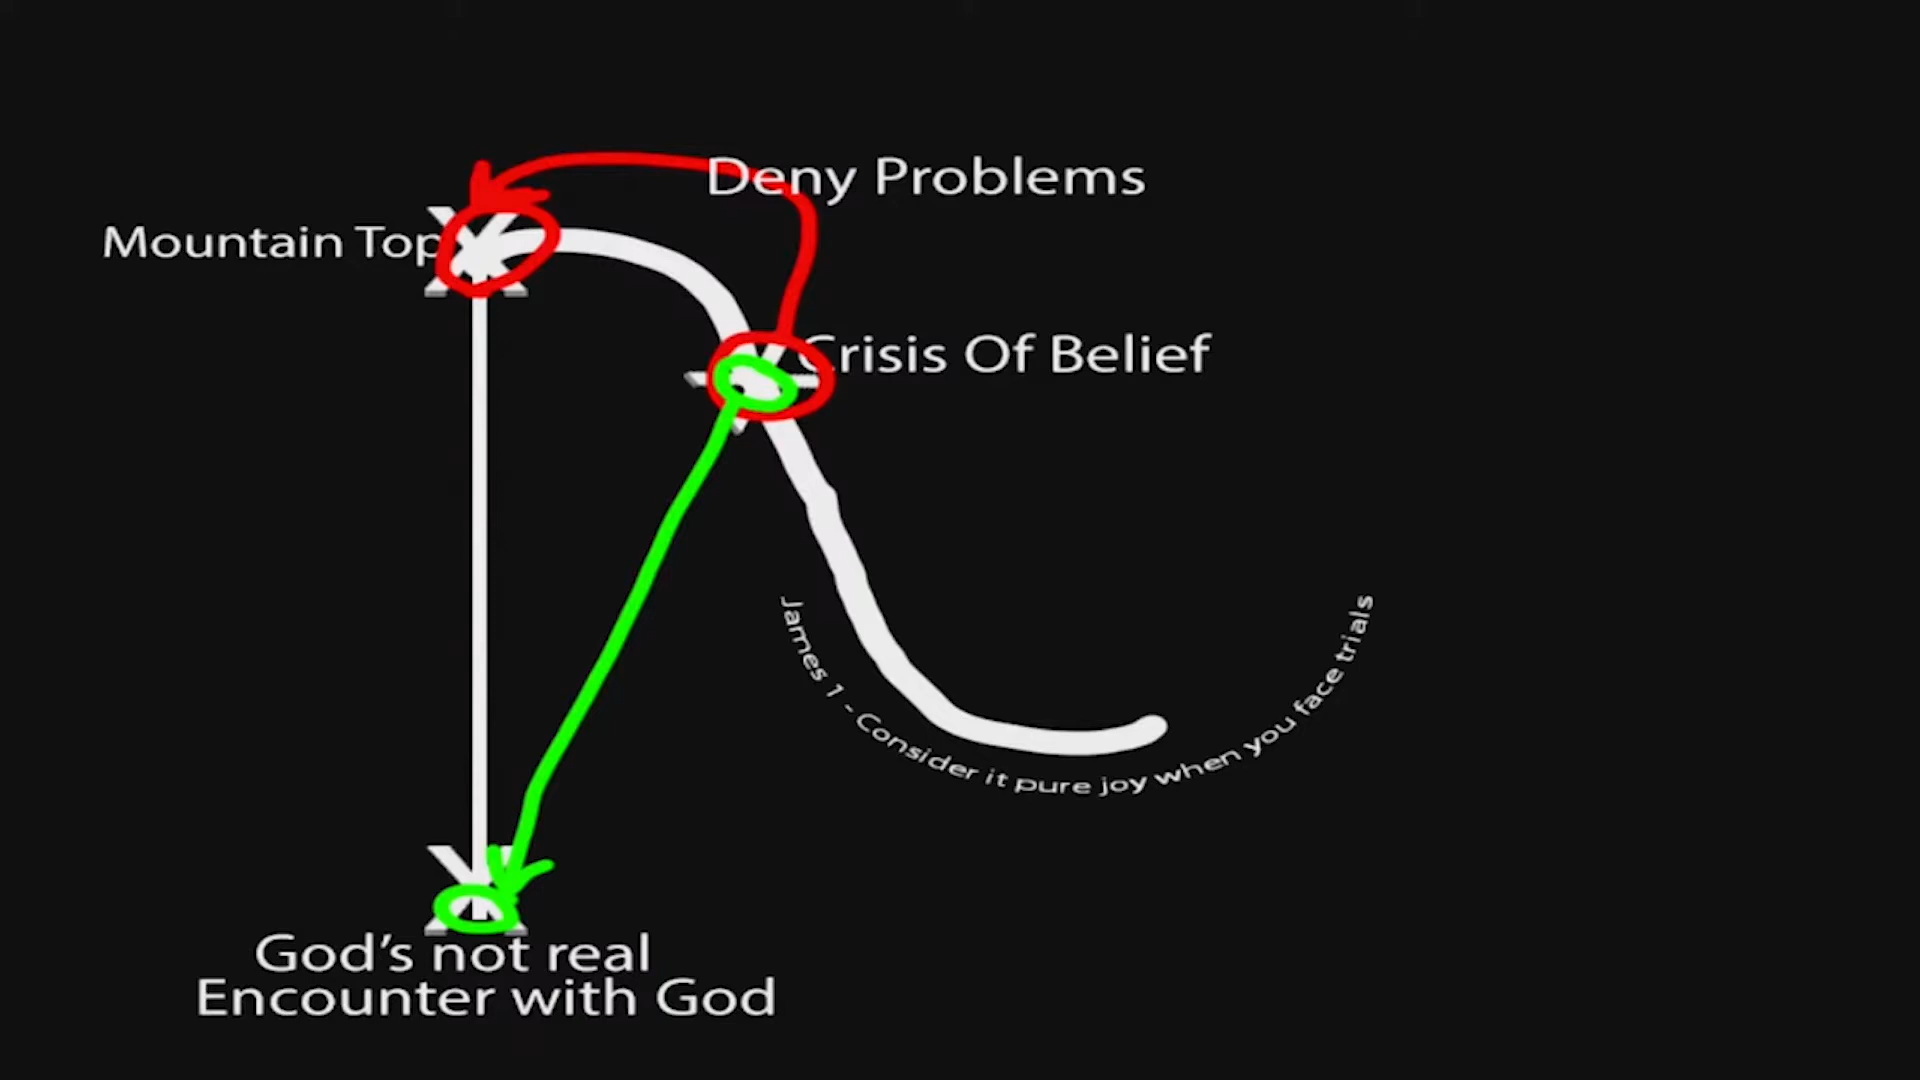 Deny Problems
Mountain Top
Crisis Of Belief
James 1 - Consider it pure joy when you face trials
God’s not real
Encounter with God